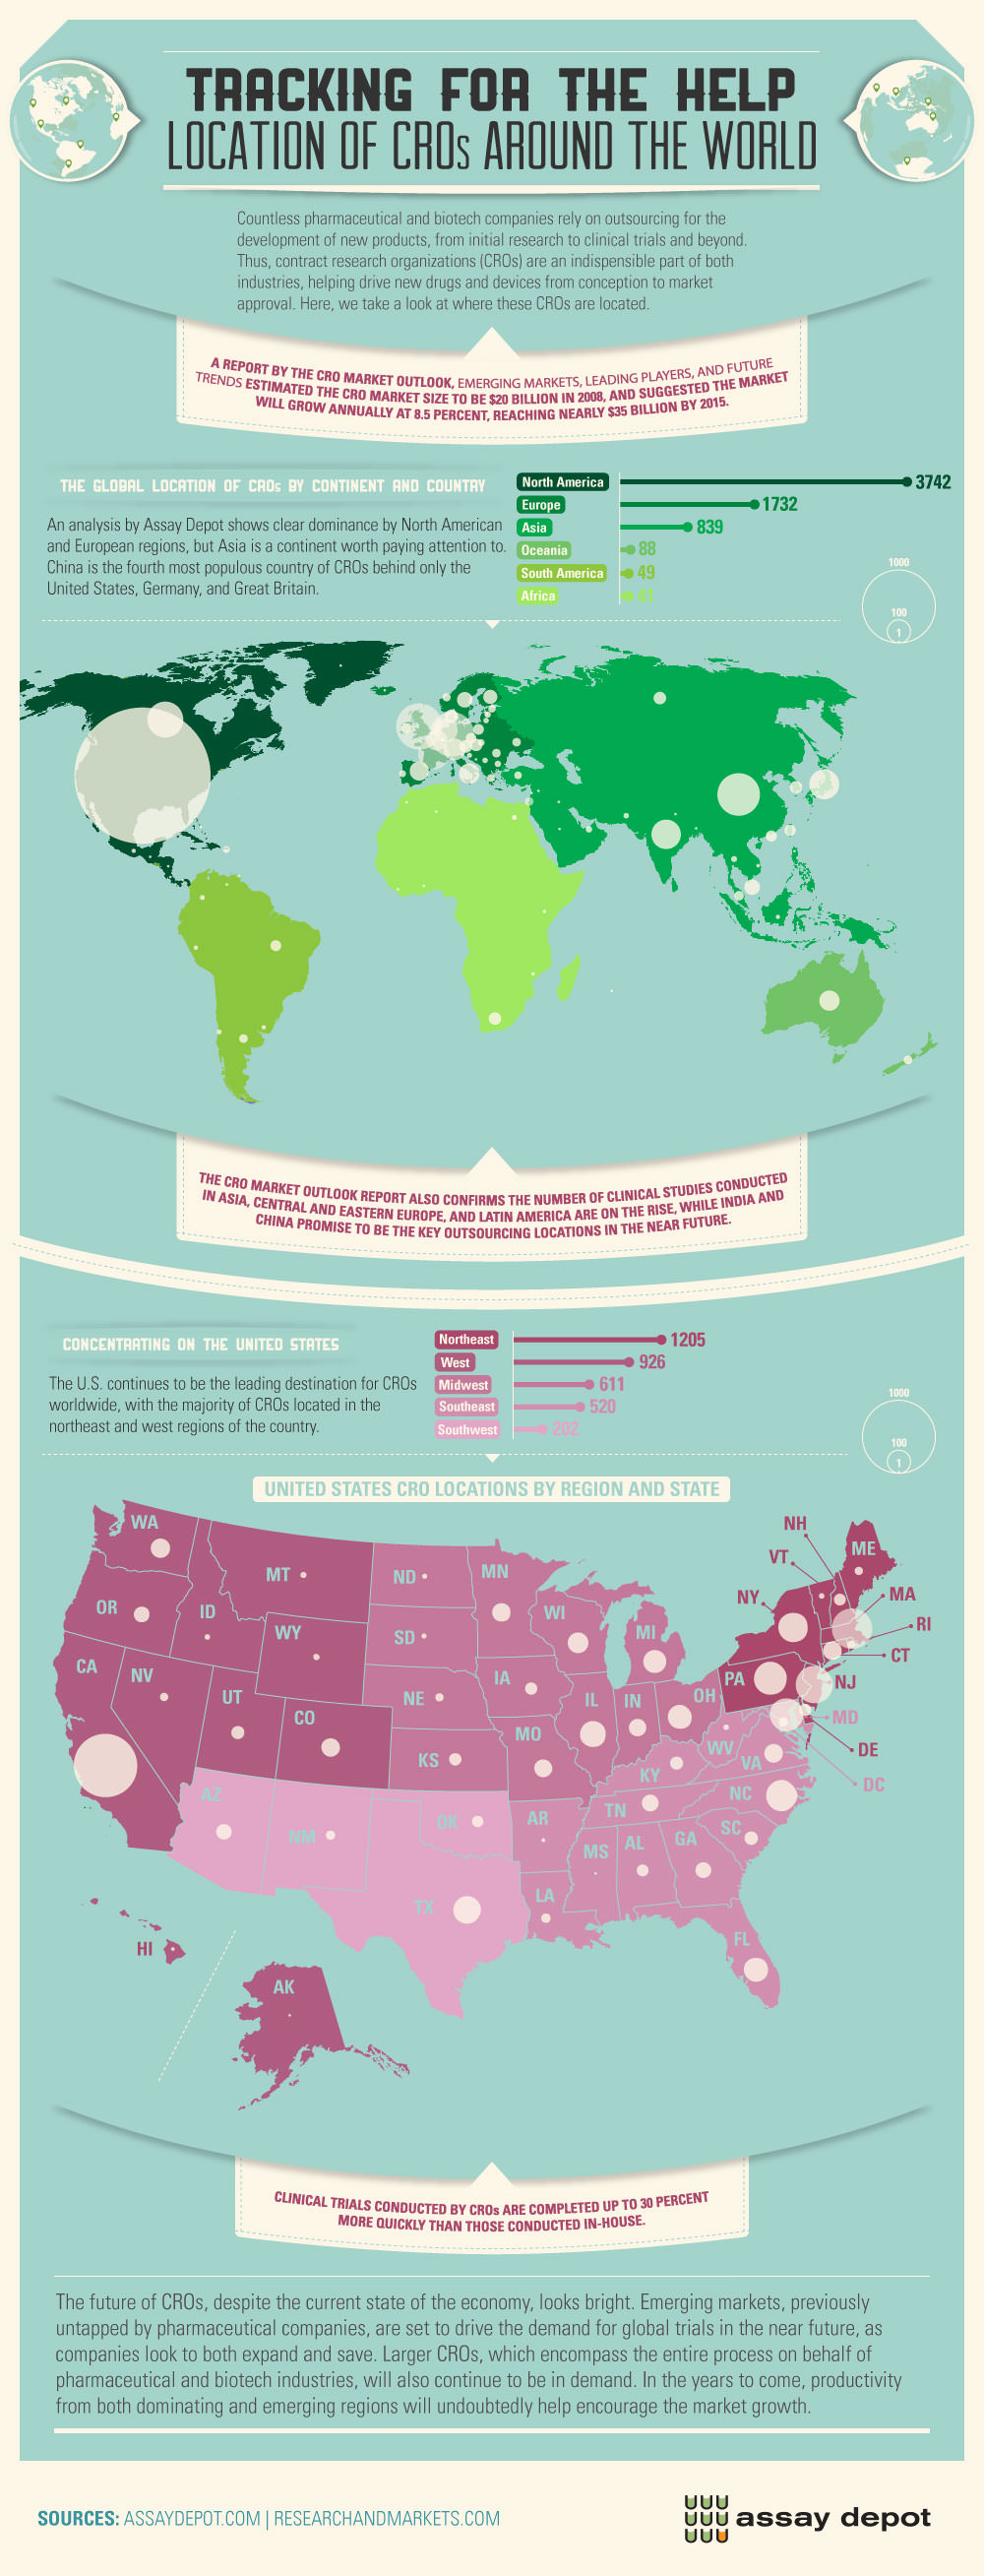 TRACKING FOR THE HELP
LOCATION OF CROs AROUND THE WORLD
Countless pharmaceutical and biotech companies rely on outsourcing for the
development of new products, from initial research to clinical trials and beyond.
Thus, contract research organizations (CROs) are an indispensible part of both
industries, helping drive new drugs and devices from conception to market
approval. Here, we take a look at where these CROs are located.
A REPORT BY THE CRO MARKET OUTLOOK, EMERGING MARKETS, LEADING PLAYERS, AND FUTURE
TRENDS ESTIMATED THE CRO MARKET SIZE TO BE $20 BILLION IN 2008, AND SUGGESTED THE MARKET
WILL GROW ANNUALLY AT 8.5 PERCENT, REACHING NEARLY $35 BILLION BY 2015.
THE GLOBAL LOCATION OF CROs BY CONTINENT AND COUNTRY
An analysis by Assay Depot shows clear dominance by North American
and European regions, but Asia is a continent worth paying attention to.
China is the fourth most populous country of CROs behind only the
United States, Germany, and Great Britain.
North America 3742
Europe 1732
Asia 839
Oceania 88
South America 49
Africa 41
1000
100
1
THE CRO MARKET OUTLOOK REPORT ALSO CONFIRMS THE NUMBER OF CLINICAL STUDIES CONDUCTED
IN ASIA, CENTRAL AND EASTERN EUROPE, AND LATIN AMERICA ARE ON THE RISE, WHILE INDIA AND
CHINA PROMISE TO BE THE KEY OUTSOURCING LOCATIONS IN THE NEAR FUTURE.
CONCENTRATING ON THE UNITED STATES
The U.S. continues to be the leading destination for CROs
worldwide, with the majority of CROs located in the
northeast and west regions of the country.
Northeast 1205
West 926
Midwest 611
Southeast 520
Southwest 202
1000
100
1
UNITED STATES CRO LOCATIONS BY REGION AND STATE
WA
MT
ND
MN
NH
VT
ME
OR
ID
WY
SD
WI
MI
NY
MA
RI
CA
NV
UT
CO
NE
IA
IL
IN
OH
PA
CT
NJ
MD
KS
MO
KY
WV
VA
DE
DC
AZ
NM
OK
AR
TN
NC
SC
MS
AL
GA
TX
LA
FL
HI
AK
CLINICAL TRIALS CONDUCTED BY CROs ARE COMPLETED UP TO 30 PERCENT
MORE QUICKLY THAN THOSE CONDUCTED IN-HOUSE.
The future of CROs, despite the current state of the economy, looks bright. Emerging markets, previously
untapped by pharmaceutical companies, are set to drive the demand for global trials in the near future, as
companies look to both expand and save. Larger CROs, which encompass the entire process on behalf of
pharmaceutical and biotech industries, will also continue to be in demand. In the years to come, productivity
from both dominating and emerging regions will undoubtedly help encourage the market growth.
SOURCES: ASSAYDEPOT.COM | RESEARCHANDMARKETS.COM
assay depot